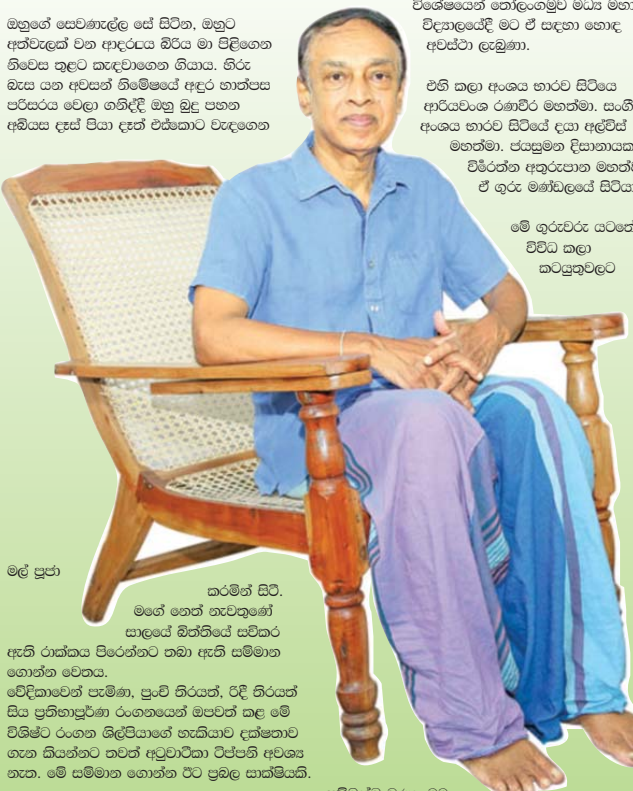 ඔහුගේ සෙවණැල්ල සේ සිටින, ඔහුට
අත්වැලක් වන ආදරණීය බිරිය මා පිළිගෙන
නිවෙස තුළට කැඳවාගෙන ගියාය. හිරු
බැස යන අවසන් නිමේෂයේ අඳුර හාත්පස
පරිසරය වෙලා ගනිද්දී ඔහු බුදු පහන
අබියස දෑස් පියා දෑත් එක්කොට වැඳගෙන
මල් පූජා
කරමින් සිටී.
මගේ නෙත් නැවතුණේ
සාලයේ බිත්තියේ සවිකර
ඇති රාක්කය පිරෙන්නට තබා ඇති සම්මාන
ගොන්න වෙතය.
වේදිකාවෙන් පැමිණ, පුංචි තිරයත්, රිදී තිරයත්
සිය ප්‍රතිභාපූර්ණ රංගනයෙන් ඔපවත් කළ මේ
විශිෂ්ට රංගන ශිල්පියාගේ හැකියාව දක්ෂතාව
ගැන කියන්නට තවත් අටුවාටීකා ටිප්පනි අවශ්‍ය
නැත. මේ සම්මාන ගොන්න ඊට ප්‍රබල සාක්ෂියකි.
විශේෂයෙන් තෝලංගමුව මධ්‍ය මහා
විද්‍යාලයේදී මට ඒ සඳහා හොඳ
අවස්ථා ලැබුණා.
එහි කලා අංශය භාරව සිටියෙ
ආරියවංශ රණවීර මහත්මා. සංගී
අංශය භාරව සිටියේ දයා අල්විස්
මහත්මා. ජයසුමන දිසානායක
වීරරත්න අතුරුපාන මහත්ව
ඒ ගුරු මණ්ඩලයේ සිටියා
මේ ගුරුවරු යටතේ
විවිධ කලා
කටයුතුවලට